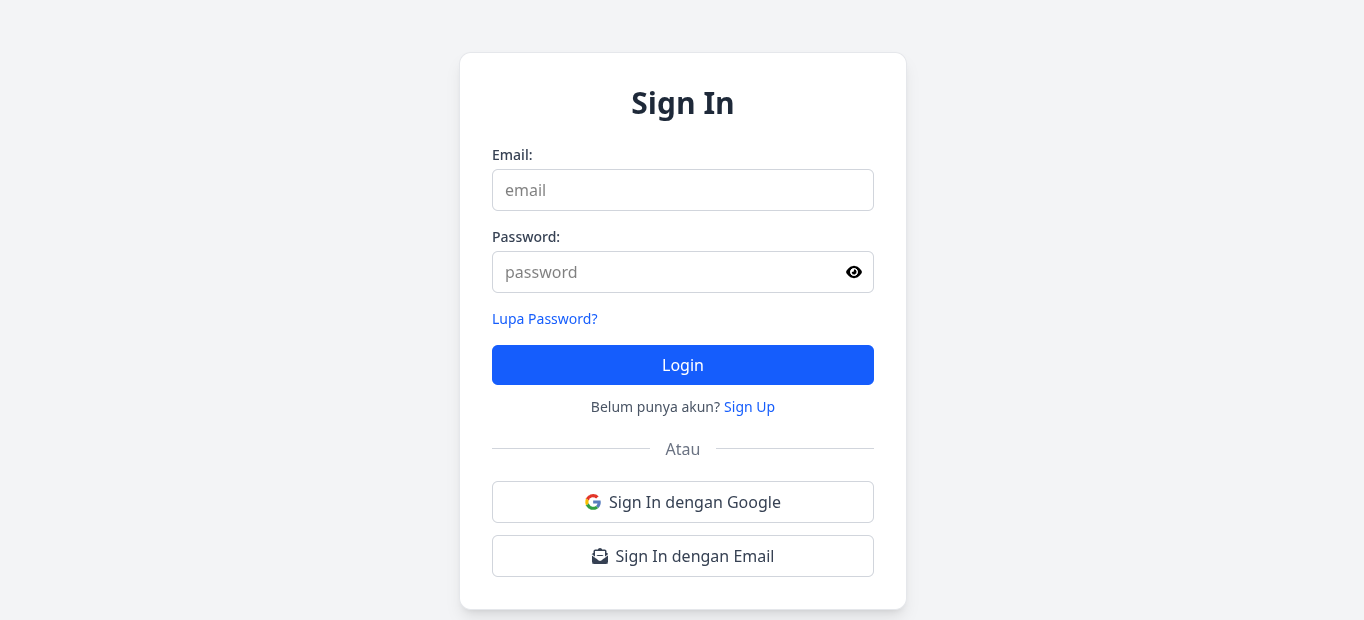 Sign In
Email:
email
Password:
password
Lupa Password?
Login
Belum punya akun? Sign Up
Atau
Sign In dengan Google
Sign In dengan Email